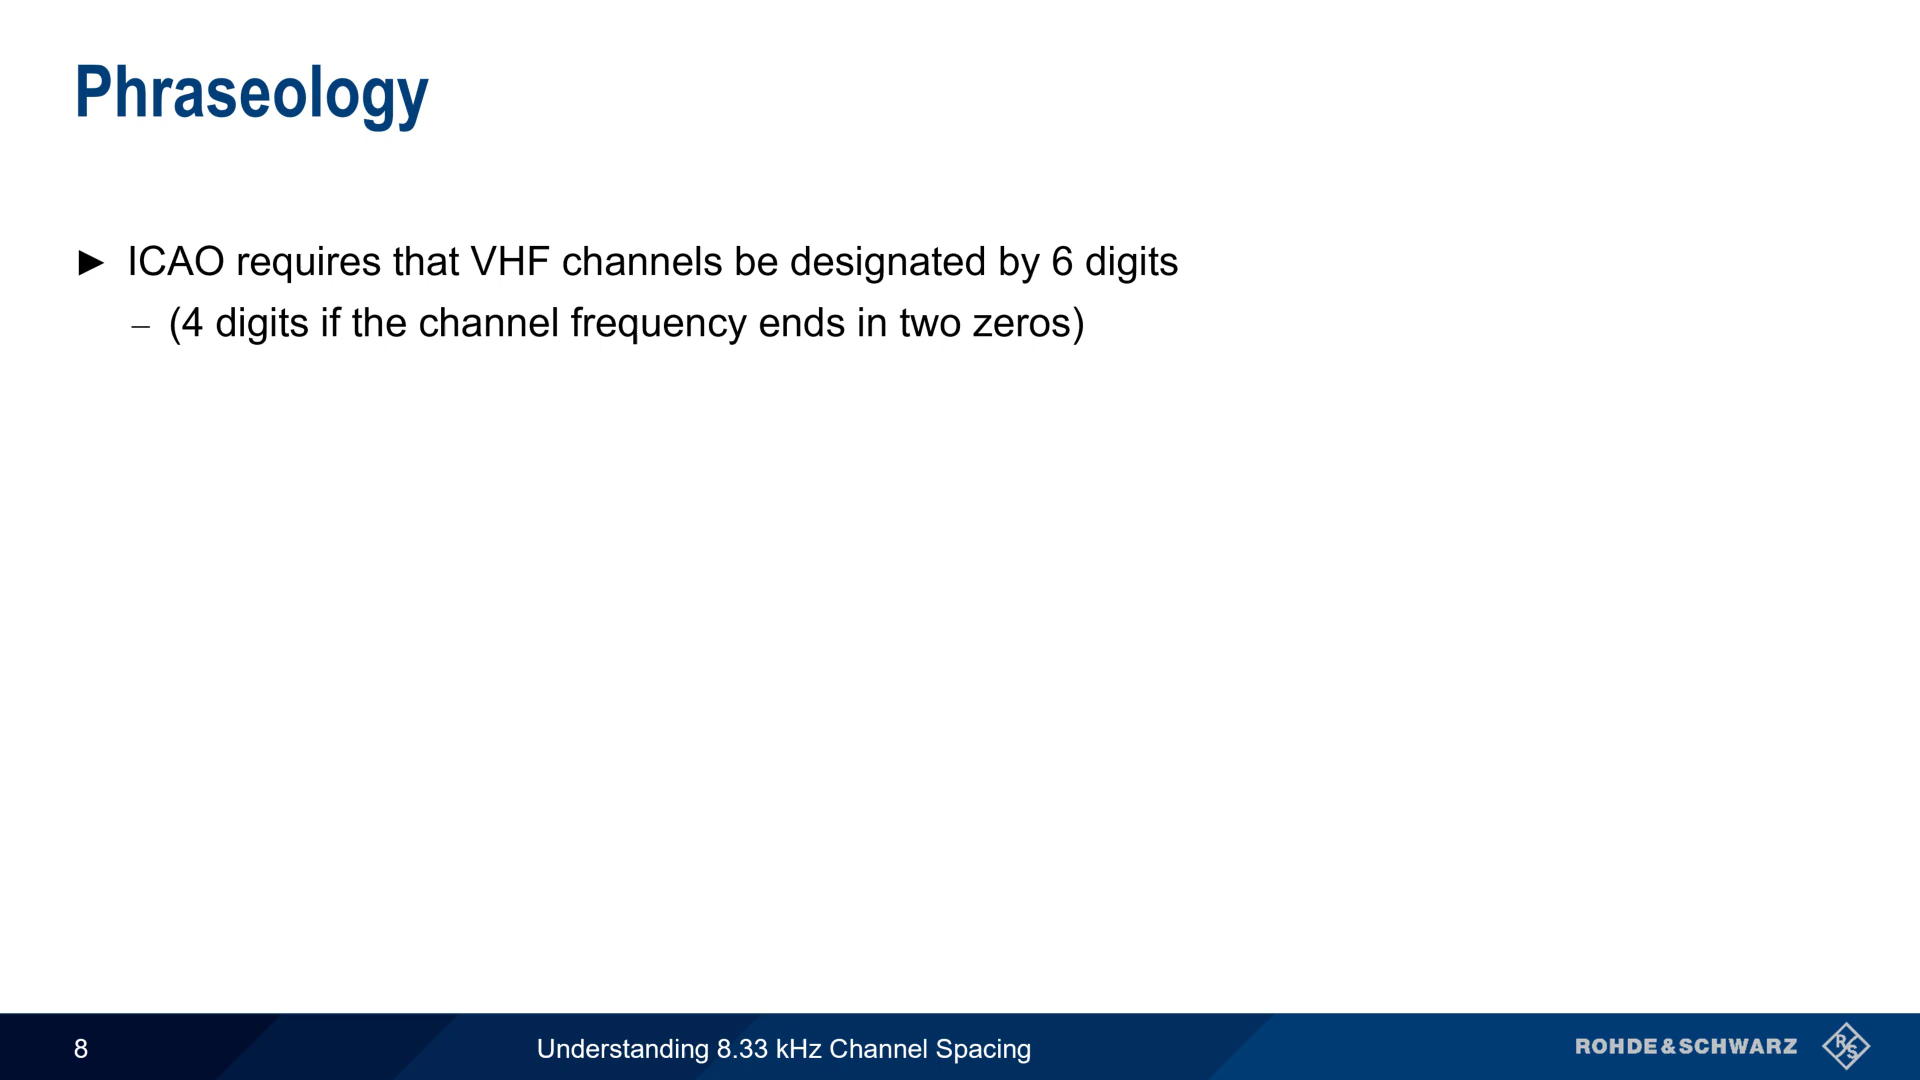 Phraseology
► ICAO requires that VHF channels be designated by 6 digits
– (4 digits if the channel frequency ends in two zeros)
8
Understanding 8.33 kHz Channel Spacing
ROHDE&SCHWARZ
R&S